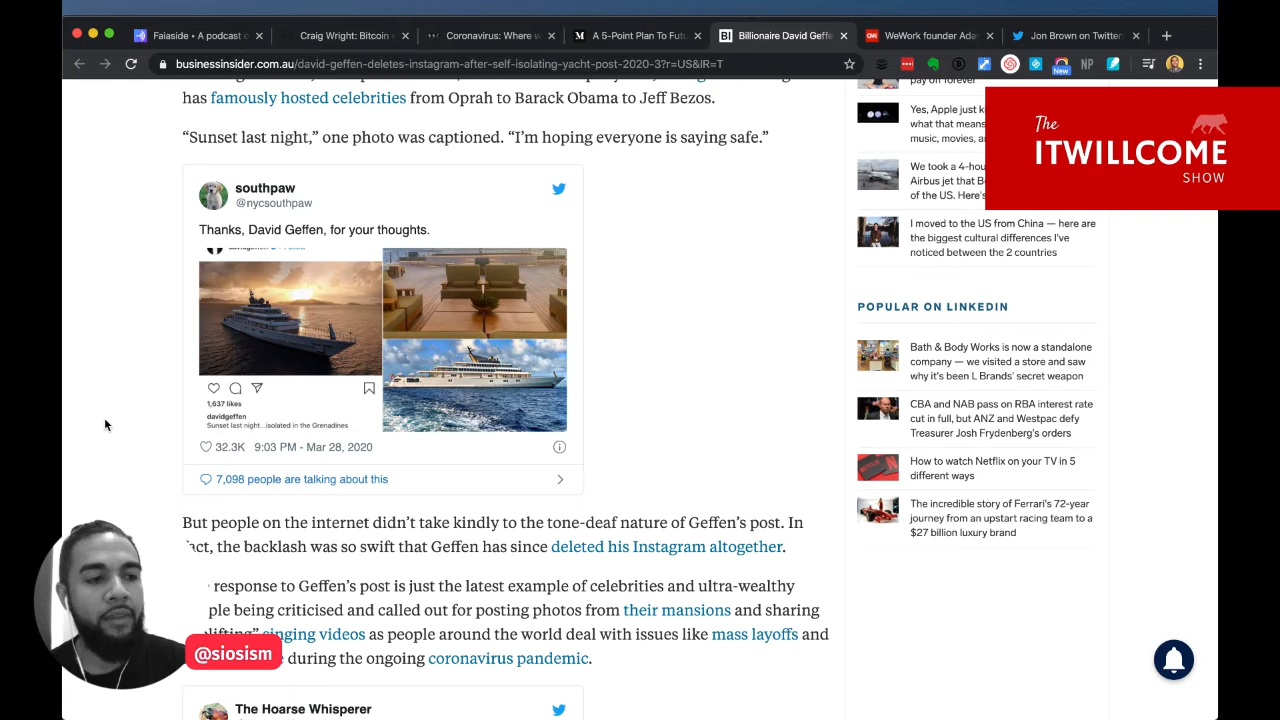 Faiaside • A podcast c
Craig Wright: Bitcoin
Coronavirus: Where w
A 5-Point Plan To Futu
Billionaire David Geffe
WeWork founder Adam
Jon Brown on Twitter:
businessinsider.com.au/david-geffen-deletes-instagram-after-self-isolating-yacht-post-2020-3?r=US&IR=T
New
has famously hosted celebrities from Oprah to Barack Obama to Jeff Bezos.
“Sunset last night,” one photo was captioned. “I’m hoping everyone is saying safe.”
southpaw
@nycsouthpaw
Thanks, David Geffen, for your thoughts.
1,637 likes
davidgeffen
Sunset last night...isolated in the Grenadines
32.3K 9:03 PM - Mar 28, 2020
7,098 people are talking about this
But people on the internet didn’t take kindly to the tone-deaf nature of Geffen’s post. In
act, the backlash was so swift that Geffen has since deleted his Instagram altogether.
response to Geffen’s post is just the latest example of celebrities and ultra-wealthy
ple being criticised and called out for posting photos from their mansions and sharing
lifting” singing videos as people around the world deal with issues like mass layoffs and
during the ongoing coronavirus pandemic.
The Hoarse Whisperer
@siosism
pay off forever
Yes, Apple just k
what that means
music, movies, a
We took a 4-hou
Airbus jet that B
of the US. Here's
I moved to the US from China — here are
the biggest cultural differences I've
noticed between the 2 countries
POPULAR ON LINKEDIN
Bath & Body Works is now a standalone
company — we visited a store and saw
why it's been L Brands' secret weapon
CBA and NAB pass on RBA interest rate
cut in full, but ANZ and Westpac defy
Treasurer Josh Frydenberg's orders
How to watch Netflix on your TV in 5
different ways
The incredible story of Ferrari's 72-year
journey from an upstart racing team to a
$27 billion luxury brand
The
ITWILLCOME
SHOW